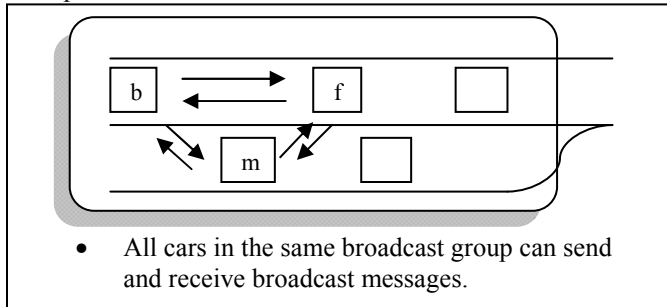 b
f
m
• All cars in the same broadcast group can send
and receive broadcast messages.